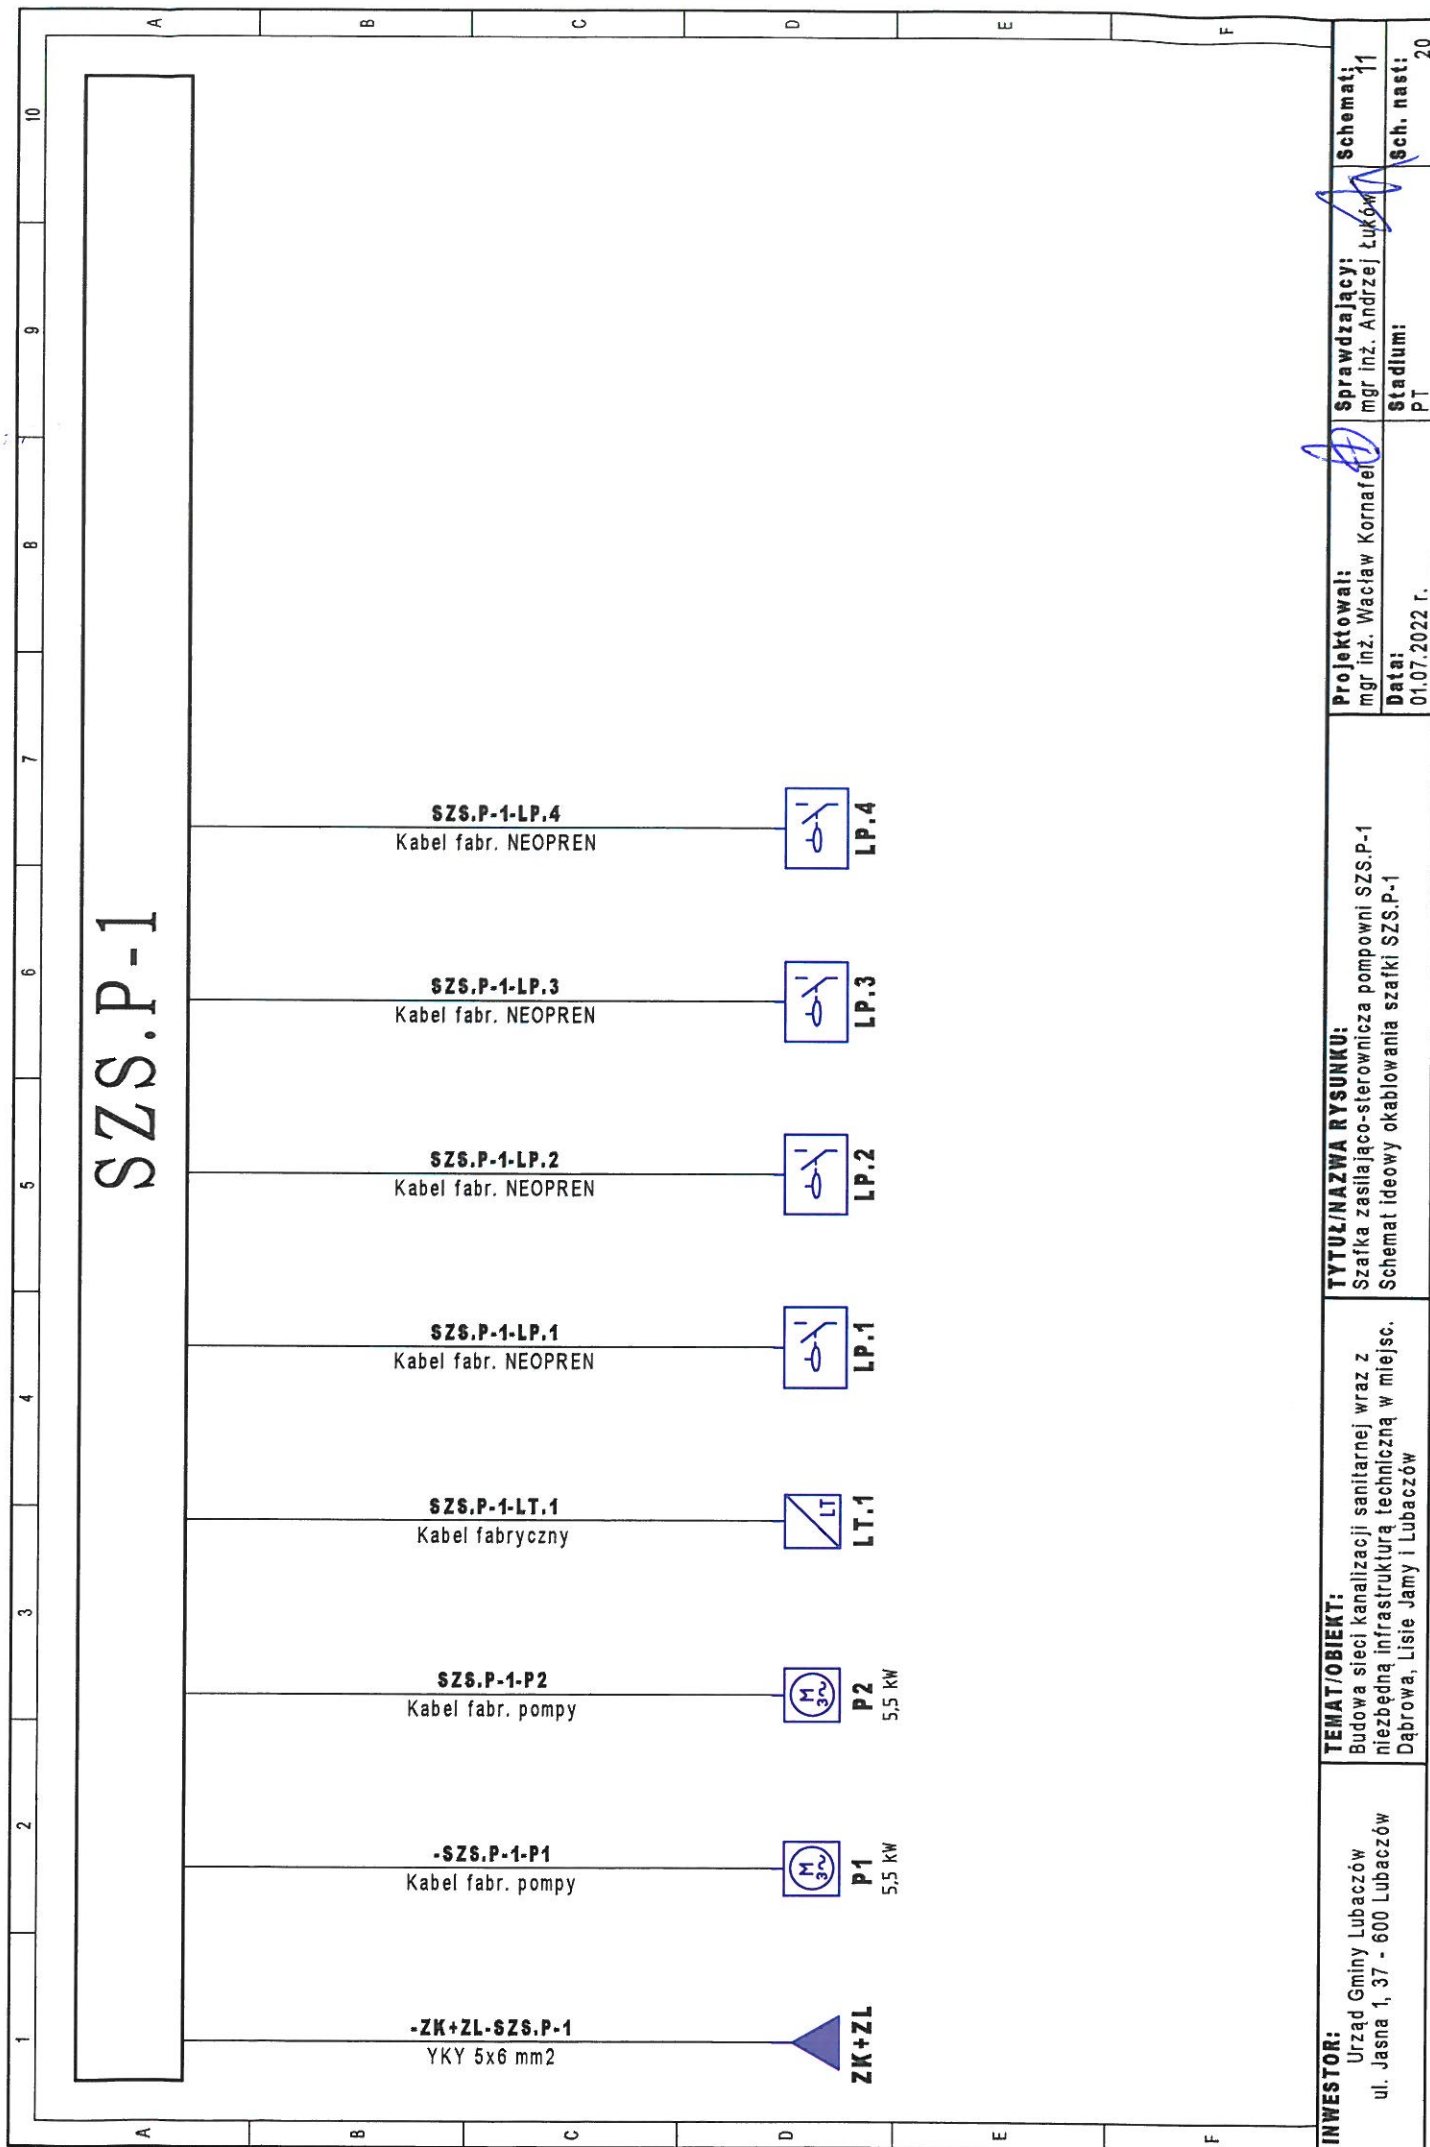 1 2 3 4 5 6 7 8 9 10
A A
SZS.P-1
B B
-ZK+ZL-SZS.P-1
YKY 5x6 mm2
-SZS.P-1-P1
Kabel fabr. pompy
SZS.P-1-P2
Kabel fabr. pompy
SZS.P-1-LT.1
Kabel fabryczny
SZS.P-1-LP.1
Kabel fabr. NEOPREN
SZS.P-1-LP.2
Kabel fabr. NEOPREN
SZS.P-1-LP.3
Kabel fabr. NEOPREN
SZS.P-1-LP.4
Kabel fabr. NEOPREN
C C
D D
ZK+ZL
M
3~
P1
5,5 kW
M
3~
P2
5,5 kW
LT
LT.1
LP.1
LP.2
LP.3
LP.4
E E
F F
INWESTOR:
Urząd Gminy Lubaczów
ul. Jasna 1, 37 - 600 Lubaczów
TEMAT/OBIEKT:
Budowa sieci kanalizacji sanitarnej wraz z
niezbędną infrastrukturą techniczną w miejsc.
Dąbrowa, Lisie Jamy i Lubaczów
TYTUŁ/NAZWA RYSUNKU:
Szafka zasilająco-sterownicza pompowni SZS.P-1
Schemat ideowy okablowania szafki SZS.P-1
Projektował:
mgr inż. Wacław Kornafel
Data:
01.07.2022 r.
Sprawdzający:
mgr inż. Andrzej Łuków
Stadium:
PT
Schemat:
11
Sch. nast:
20